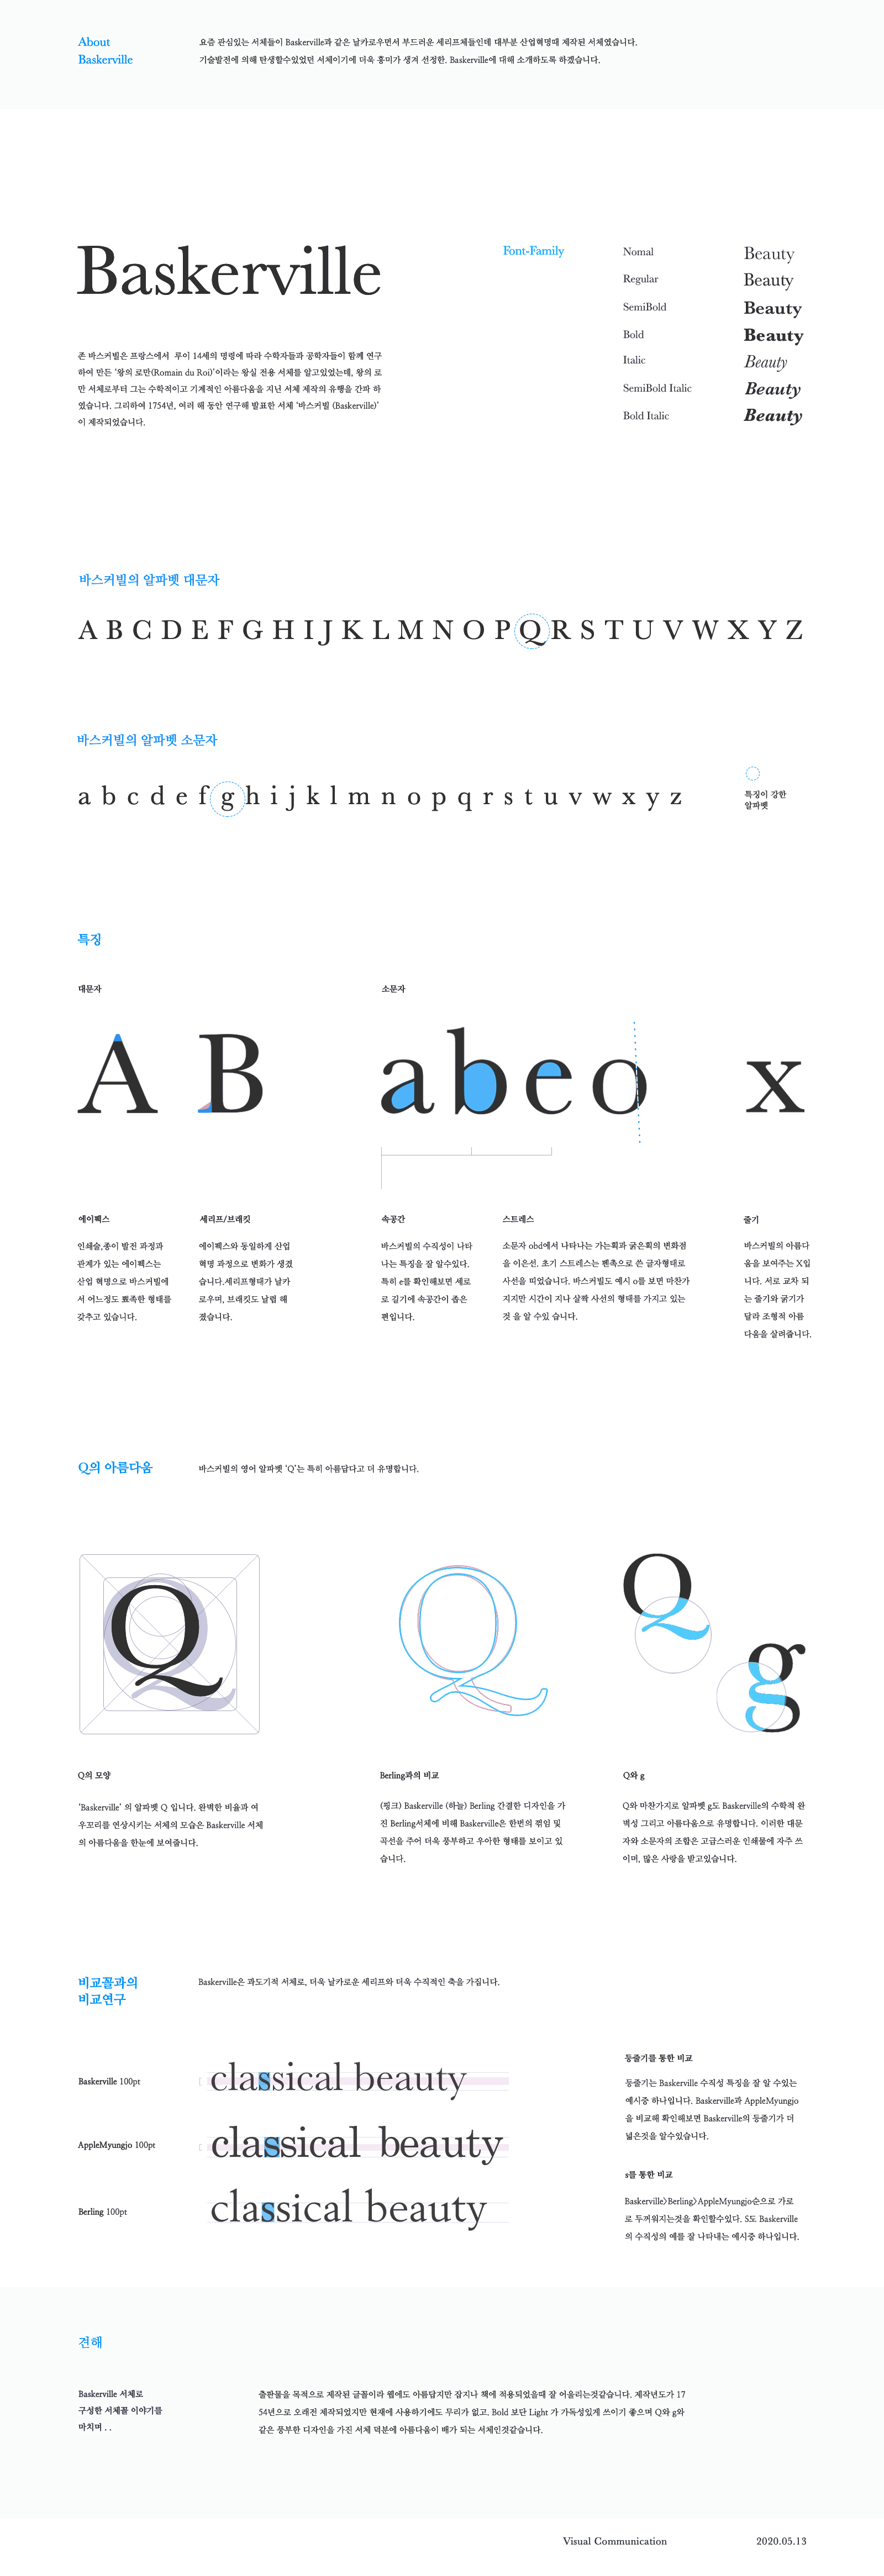 About
Baskerville
요즘 관심있는 서체들이 Baskerville과 같은 날카로우면서 부드러운 세리프체들인데 대부분 산업혁명때 제작된 서체였습니다.
기술발전에 의해 탄생할수있었던 서체이기에 더욱 흥미가 생겨 선정한. Baskerville에 대해 소개하도록 하겠습니다.
Baskerville
존 바스커빌은 프랑스에서 루이 14세의 명령에 따라 수학자들과 공학자들이 함께 연구
하여 만든 '왕의 로만(Romain du Roi)'이라는 왕실 전용 서체를 알고있었는데, 왕의 로
만 서체로부터 그는 수학적이고 기계적인 아름다움을 지닌 서체 제작의 유행을 간파 하
였습니다. 그리하여 1754년, 여러 해 동안 연구해 발표한 서체 '바스커빌 (Baskerville)'
이 제작되었습니다.
Font-Family
Nomal Beauty
Regular Beauty
SemiBold Beauty
Bold Beauty
Italic Beauty
SemiBold Italic Beauty
Bold Italic Beauty
바스커빌의 알파벳 대문자
A B C D E F G H I J K L M N O P Q R S T U V W X Y Z
바스커빌의 알파벳 소문자
a b c d e f g h i j k l m n o p q r s t u v w x y z
특징이 강한
알파벳
특징
대문자
소문자
A B a b e o x
에이펙스
인쇄술,종이 발전 과정과
관계가 있는 에이펙스는
산업 혁명으로 바스커빌에
서 어느정도 뾰족한 형태를
갖추고 있습니다.
세리프/브래킷
에이펙스와 동일하게 산업
혁명 과정으로 변화가 생겼
습니다.세리프형태가 날카
로우며, 브래킷도 날렵 해
졌습니다.
속공간
바스커빌의 수직성이 나타
나는 특징을 잘 알수있다.
특히 e를 확인해보면 세로
로 길기에 속공간이 좁은
편입니다.
스트레스
소문자 obd에서 나타나는 가는획과 굵은획의 변화점
을 이은선. 초기 스트레스는 펜촉으로 쓴 글자형태로
사선을 띄었습니다. 바스커빌도 예시 o를 보면 마찬가
지지만 시간이 지나 살짝 사선의 형태를 가지고 있는
것 을 알 수있 습니다.
줄기
바스커빌의 아름다
움을 보여주는 X입
니다. 서로 교차 되
는 줄기와 굵기가
달라 조형적 아름
다움을 살려줍니다.
Q의 아름다움
바스커빌의 영어 알파벳 'Q'는 특히 아름답다고 더 유명합니다.
Q
Q
Q
g
Q의 모양
'Baskerville' 의 알파벳 Q 입니다. 완벽한 비율과 여
우꼬리를 연상시키는 서체의 모습은 Baskerville 서체
의 아름다움을 한눈에 보여줍니다.
Berling과의 비교
(핑크) Baskerville (하늘) Berling 간결한 디자인을 가
진 Berling서체에 비해 Baskerville은 한번의 꺾임 및
곡선을 주어 더욱 풍부하고 우아한 형태를 보이고 있
습니다.
Q와 g
Q와 마찬가지로 알파벳 g도 Baskerville의 수학적 완
벽성 그리고 아름다움으로 유명합니다. 이러한 대문
자와 소문자의 조합은 고급스러운 인쇄물에 자주 쓰
이며, 많은 사랑을 받고있습니다.
비교꼴과의
비교연구
Baskerville은 과도기적 서체로, 더욱 날카로운 세리프와 더욱 수직적인 축을 가집니다.
Baskerville 100pt classical beauty
AppleMyungjo 100pt classical beauty
Berling 100pt classical beauty
등줄기를 통한 비교
등줄기는 Baskerville 수직성 특징을 잘 알 수있는
예시중 하나입니다. Baskerville과 AppleMyungjo
을 비교해 확인해보면 Baskerville의 등줄기가 더
넓은것을 알수있습니다.
s를 통한 비교
Baskerville>Berling>AppleMyungjo순으로 가로
로 두꺼워지는것을 확인할수있다. S도 Baskerville
의 수직성의 예를 잘 나타내는 예시중 하나입니다.
견해
Baskerville 서체로
구성한 서체꼴 이야기를
마치며 . .
출판물을 목적으로 제작된 글꼴이라 웹에도 아름답지만 잡지나 책에 적용되었을때 잘 어울리는것같습니다. 제작년도가 17
54년으로 오래전 제작되었지만 현재에 사용하기에도 무리가 없고. Bold 보단 Light 가 가독성있게 쓰이기 좋으며 Q와 g와
같은 풍부한 디자인을 가진 서체 덕분에 아름다움이 배가 되는 서체인것같습니다.
Visual Communication 2020.05.13